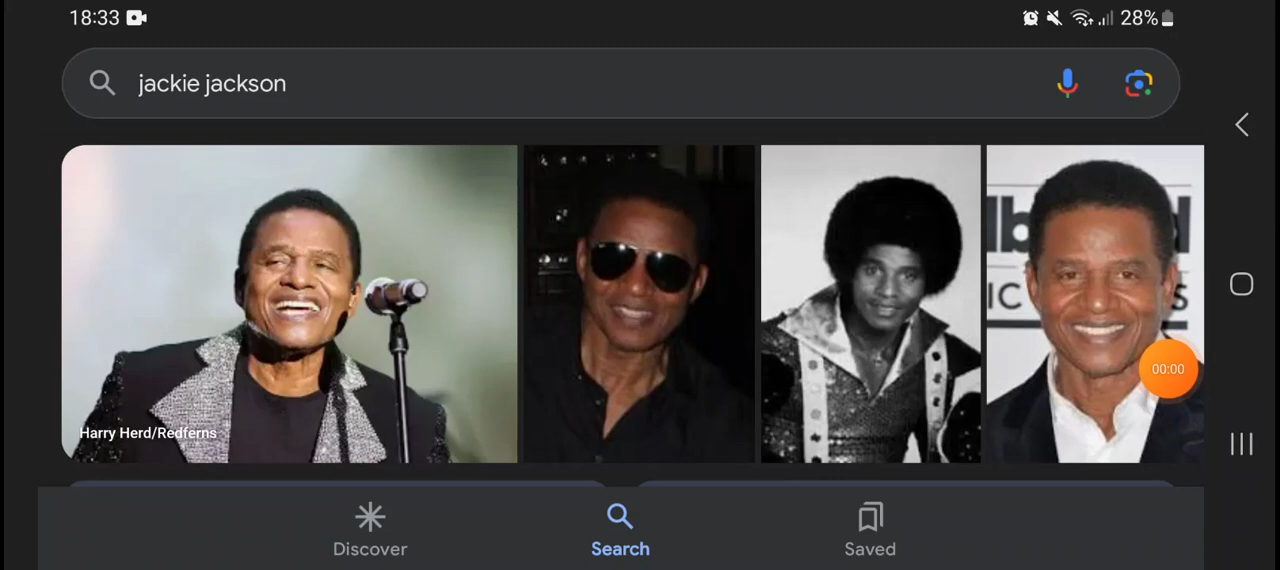 18:33
28%
jackie jackson
Harry Herd/Redferns
00:00
Discover
Search
Saved